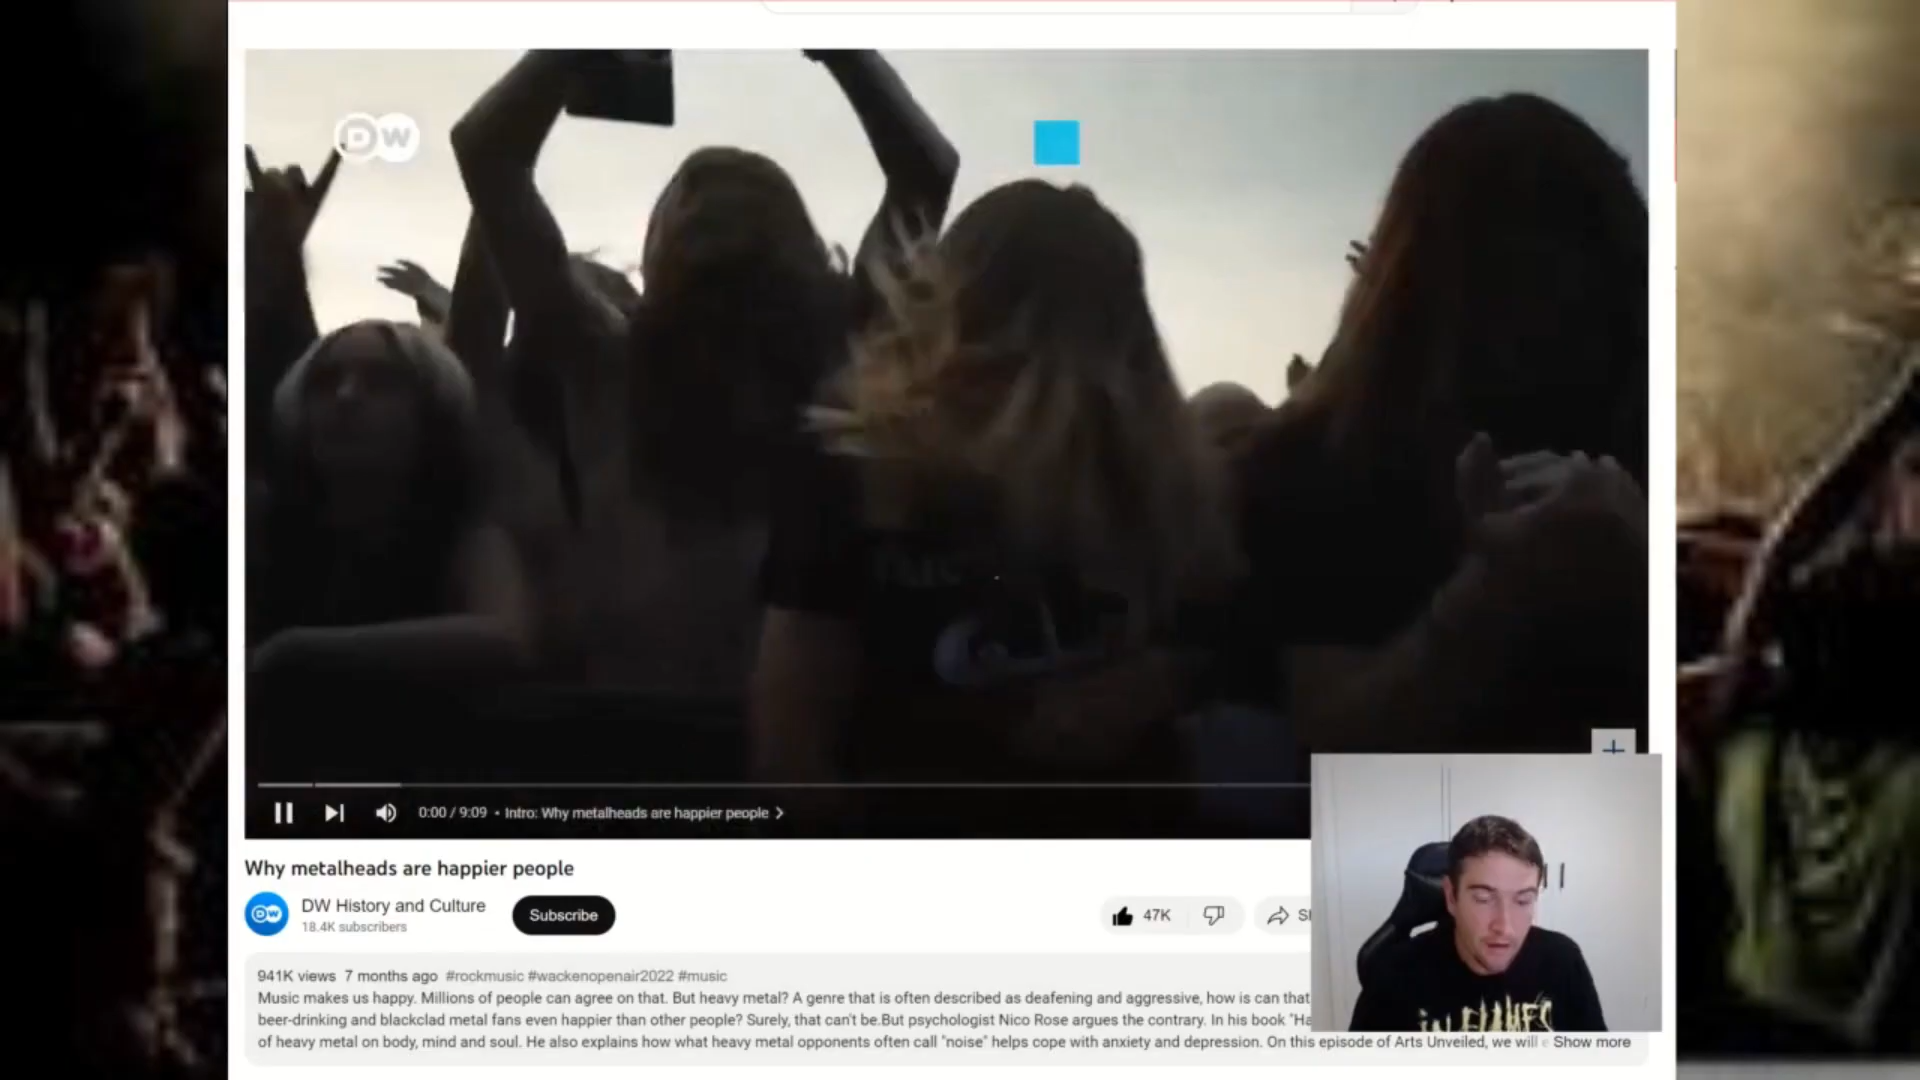 DW
0:00 / 9:09 • Intro: Why metalheads are happier people
Why metalheads are happier people
DW
DW History and Culture
18.4K subscribers
Subscribe
47K
941K views 7 months ago #rockmusic #wackenopenair2022 #music
Music makes us happy. Millions of people can agree on that. But heavy metal? A genre that is often described as deafening and aggressive, how is can that
beer-drinking and blackclad metal fans even happier than other people? Surely, that can't be.But psychologist Nico Rose argues the contrary. In his book "Ha
of heavy metal on body, mind and soul. He also explains how what heavy metal opponents often call "noise" helps cope with anxiety and depression. On this episode of Arts Unveiled, we will Show more
IN FLAMES